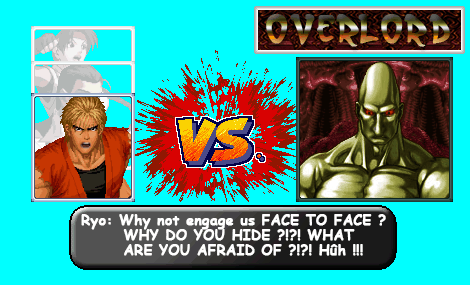 OVERLORD
VS.
Ryo: Why not engage us FACE TO FACE ?
WHY DO YOU HIDE ?!?! WHAT
ARE YOU AFRAID OF ?!?! Hûh !!!